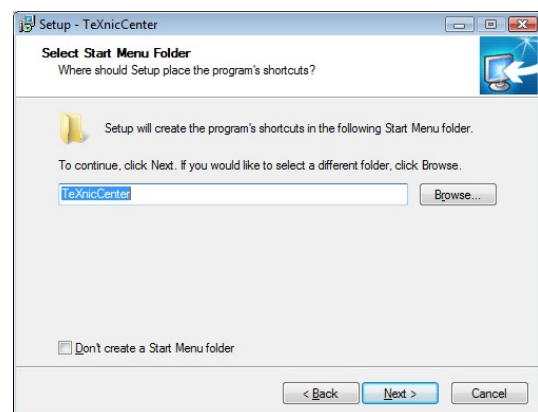 Setup - TeXnicCenter
Select Start Menu Folder
Where should Setup place the program's shortcuts?
Setup will create the program's shortcuts in the following Start Menu folder.
To continue, click Next. If you would like to select a different folder, click Browse.
TeXnicCenter
Browse...
Don't create a Start Menu folder
< Back
Next >
Cancel